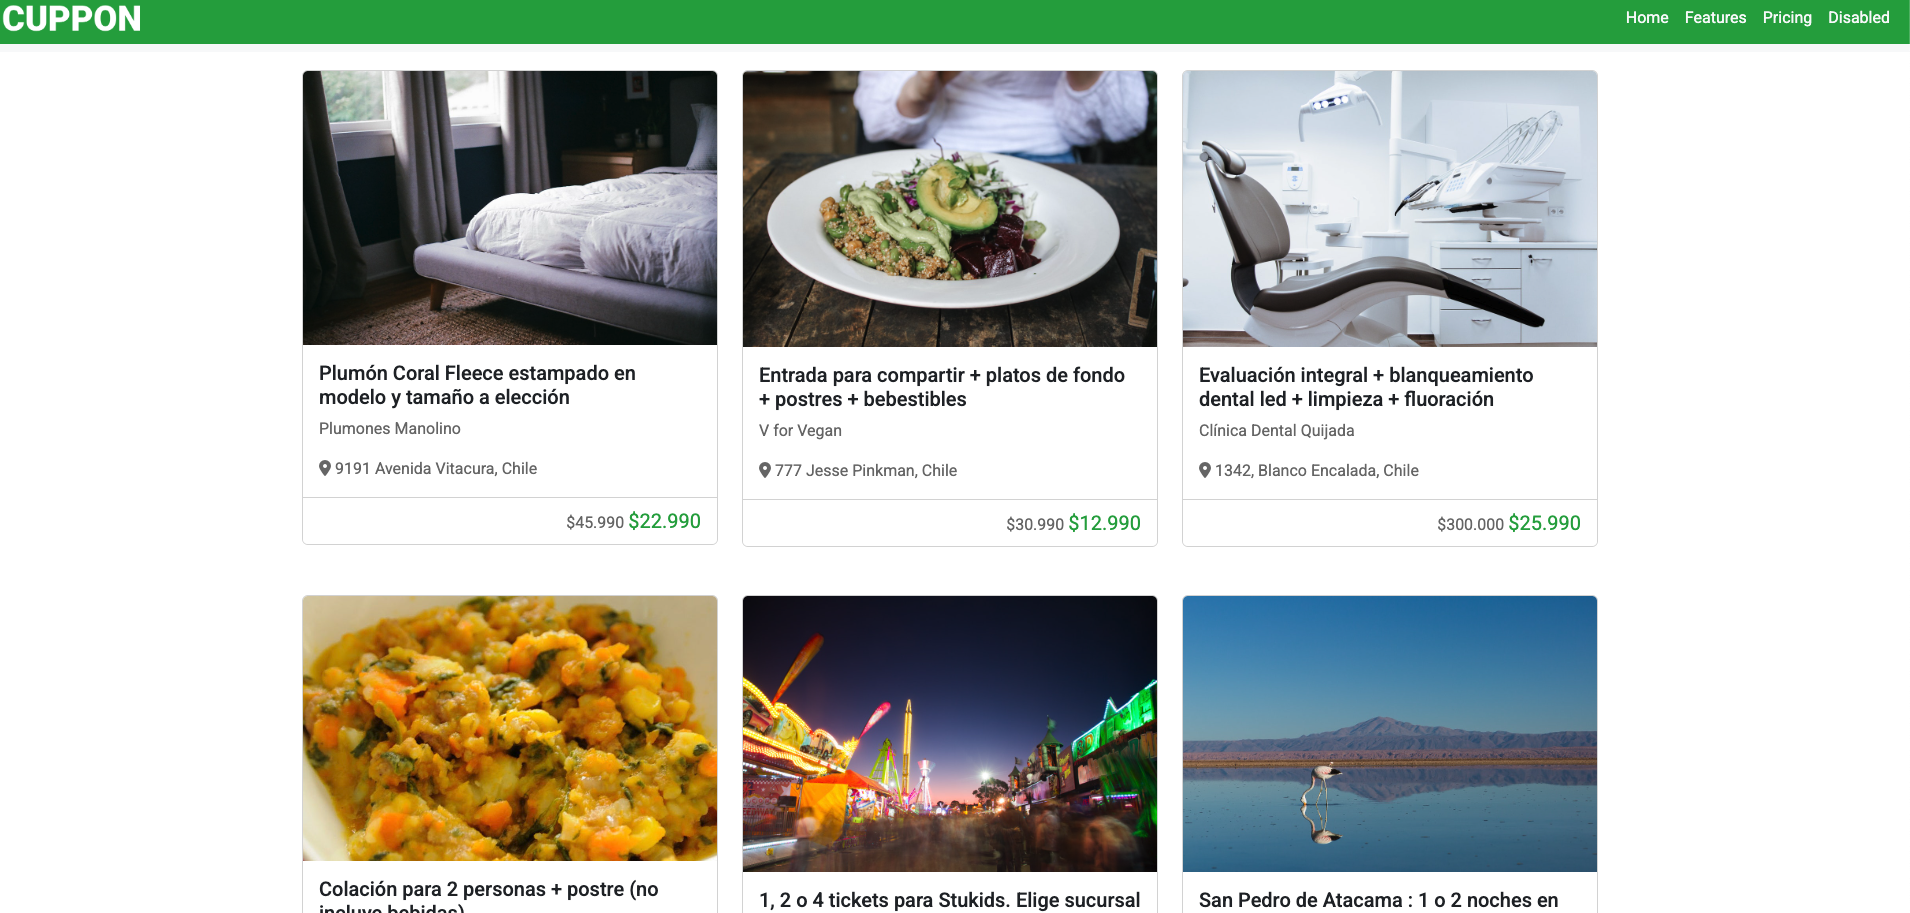 CUPPON
Home Features Pricing Disabled
Plumón Coral Fleece estampado en
modelo y tamaño a elección
Plumones Manolino
9191 Avenida Vitacura, Chile
$45.990 $22.990
Entrada para compartir + platos de fondo
+ postres + bebestibles
V for Vegan
777 Jesse Pinkman, Chile
$30.990 $12.990
Evaluación integral + blanqueamiento
dental led + limpieza + fluoración
Clínica Dental Quijada
1342, Blanco Encalada, Chile
$300.000 $25.990
Colación para 2 personas + postre (no
incluye bebidas)
1, 2 o 4 tickets para Stukids. Elige sucursal
San Pedro de Atacama : 1 o 2 noches en